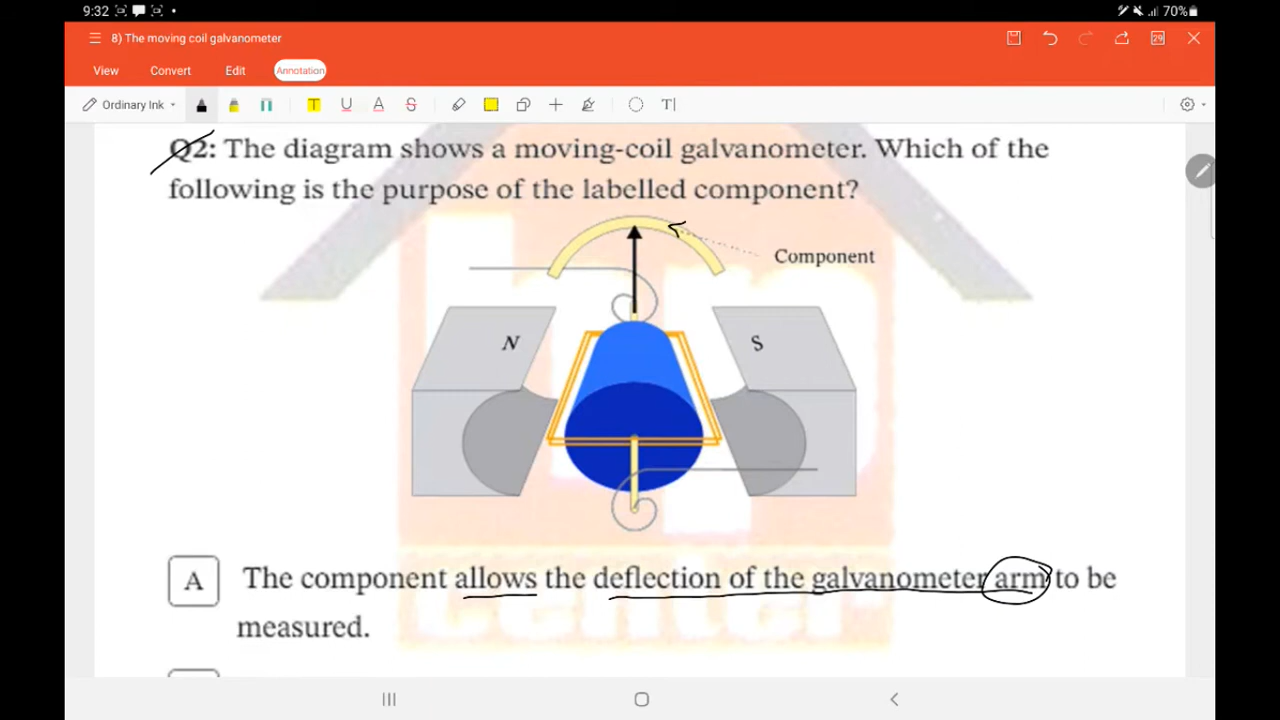 9:32
70%
8) The moving coil galvanometer
View Convert Edit Annotation
Ordinary Ink T U A S T
Q2: The diagram shows a moving-coil galvanometer. Which of the
following is the purpose of the labelled component?
Component
N S
A The component allows the deflection of the galvanometer arm to be
measured.
center